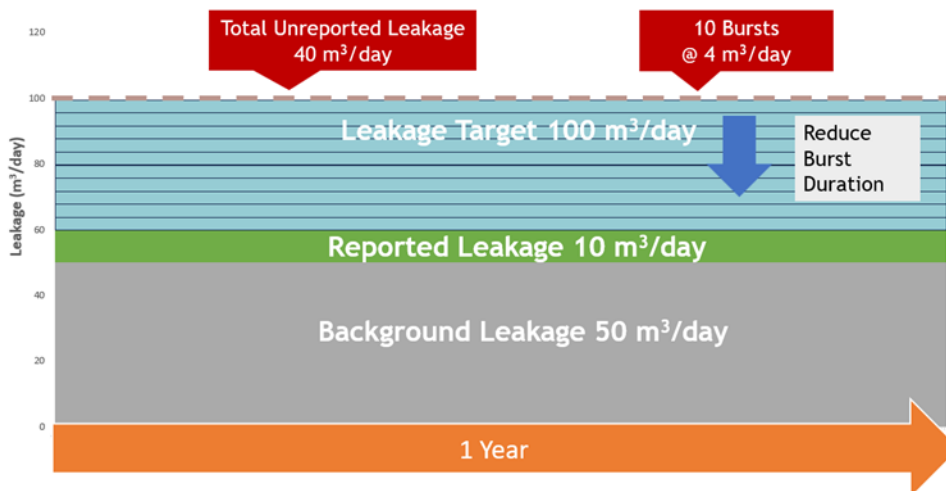 Total Unreported Leakage
40 m³/day
10 Bursts
@ 4 m³/day
120
100
80
60
40
20
0
Leakage (m³/day)
Leakage Target 100 m³/day
Reduce
Burst
Duration
Reported Leakage 10 m³/day
Background Leakage 50 m³/day
1 Year